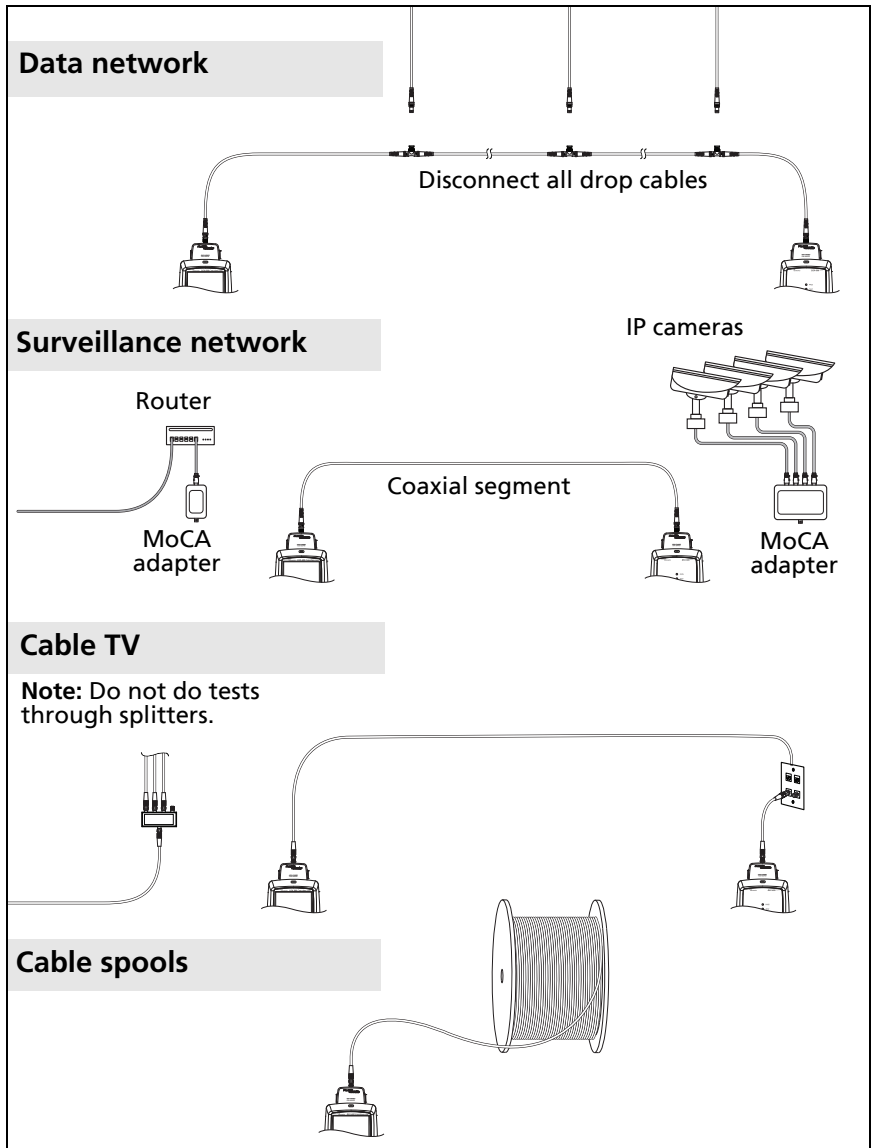 Data network
Disconnect all drop cables
Surveillance network
IP cameras
Router
Coaxial segment
MoCA
adapter
MoCA
adapter
Cable TV
Note: Do not do tests
through splitters.
Cable spools